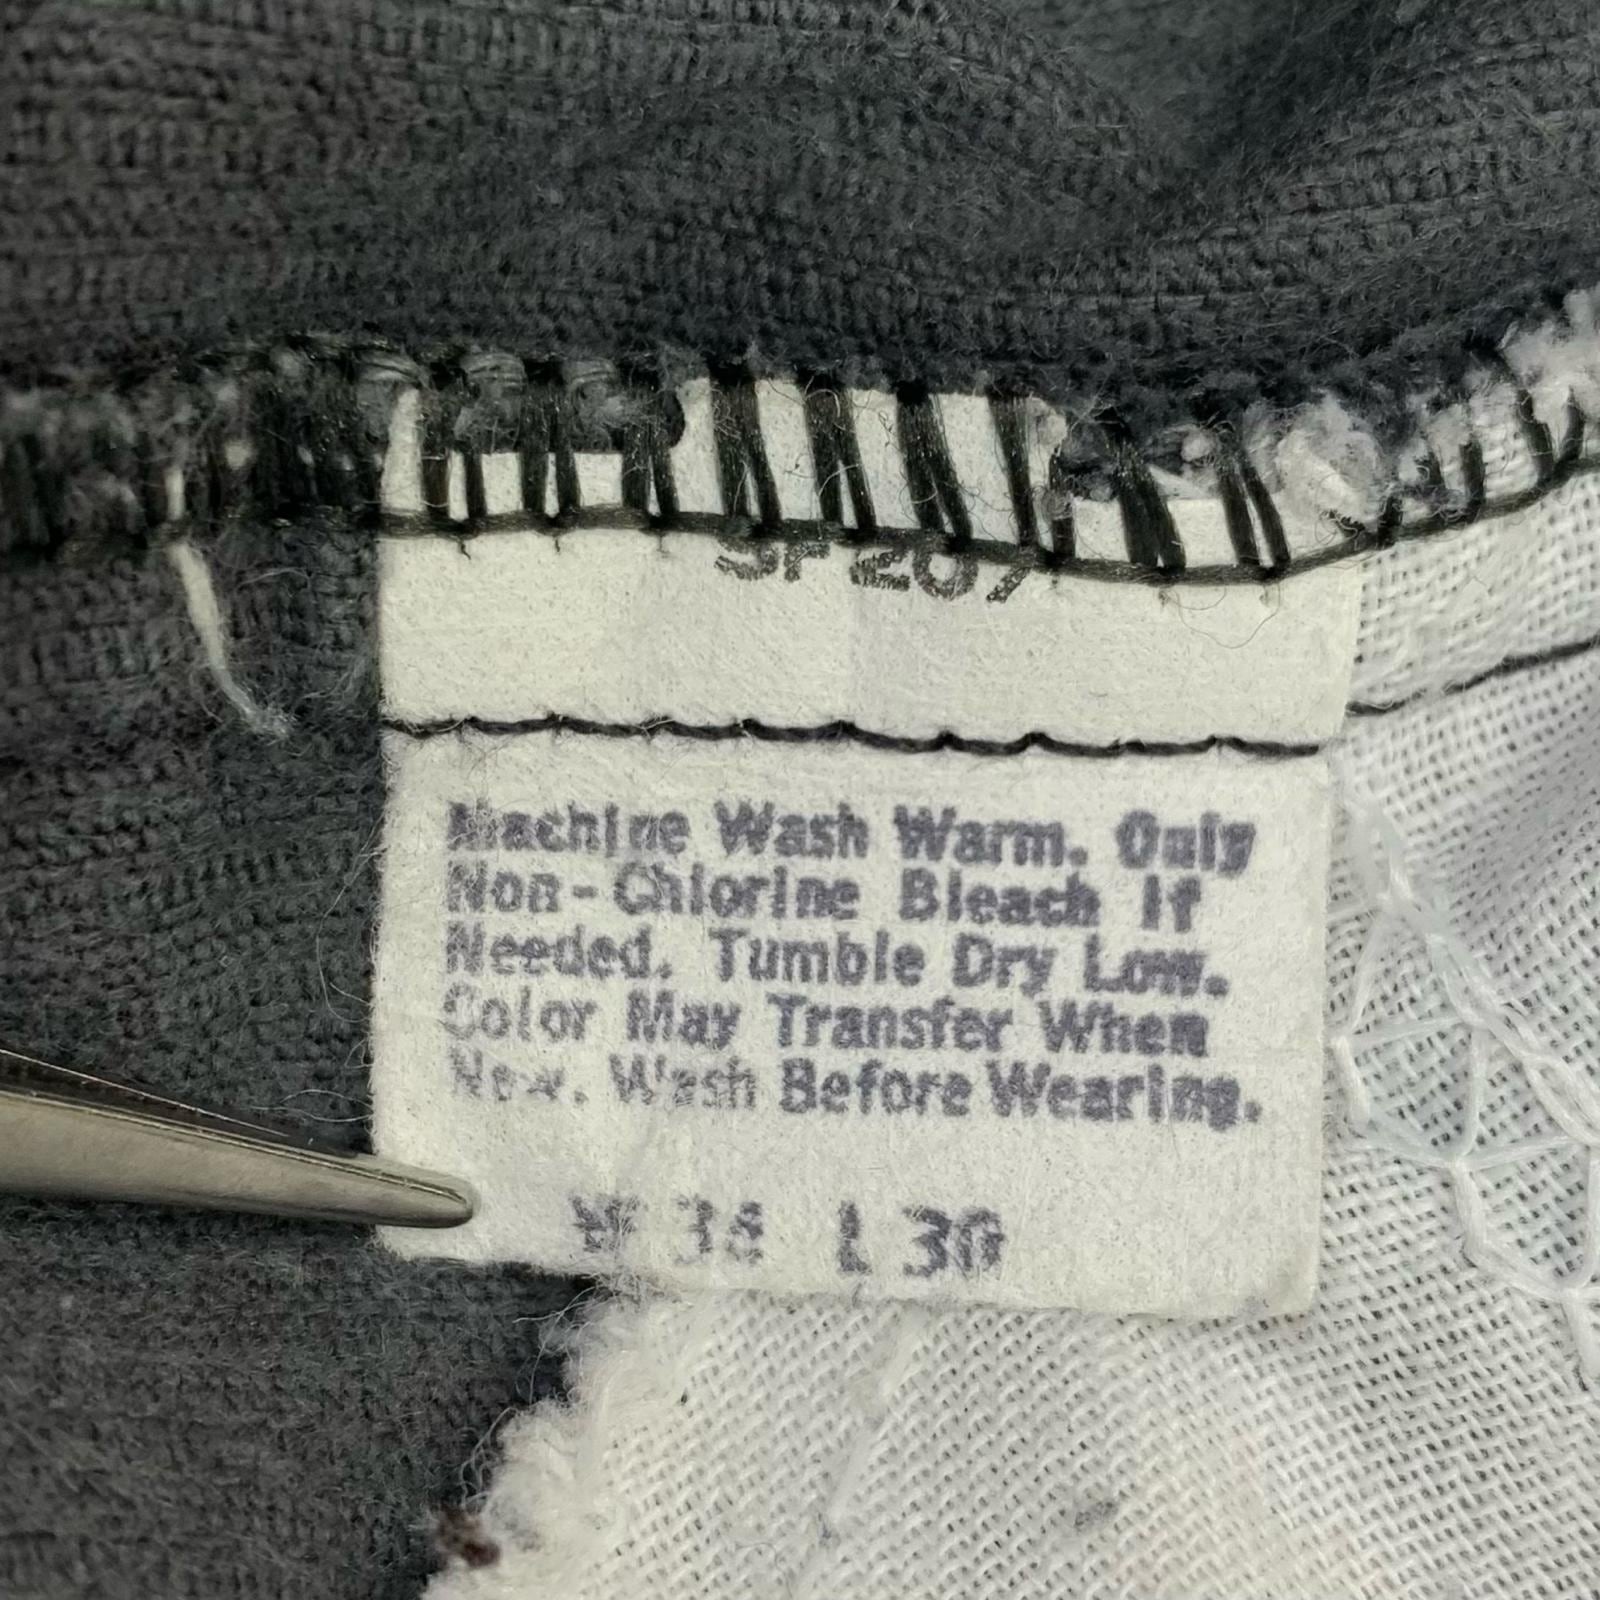 SF207
Machine Wash Warm. Only
Non-Chlorine Bleach If
Needed. Tumble Dry Low.
Color May Transfer When
New. Wash Before Wearing.
W L 30